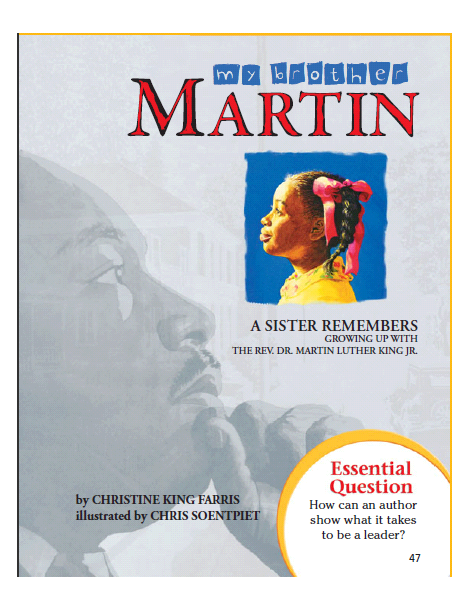 my brother
MARTIN
A SISTER REMEMBERS
GROWING UP WITH
THE REV. DR. MARTIN LUTHER KING JR.
by CHRISTINE KING FARRIS
illustrated by CHRIS SOENTPIET
Essential
Question
How can an author
show what it takes
to be a leader?
47